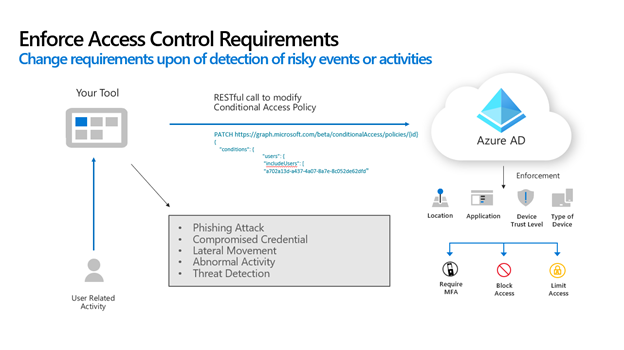 Enforce Access Control Requirements
Change requirements upon of detection of risky events or activities
Your Tool
RESTful call to modify
Conditional Access Policy
PATCH https://graph.microsoft.com/beta/conditionalAccess/policies/{id}
{
"conditions": {
"users": {
"includeUsers": {
"a702a13d-a437-4a07-8a7e-8c052de62dfd"
Azure AD
Enforcement
Location
Application
Device
Trust Level
Type of
Device
• Phishing Attack
• Compromised Credential
• Lateral Movement
• Abnormal Activity
• Threat Detection
User Related
Activity
Require
MFA
Block
Access
Limit
Access